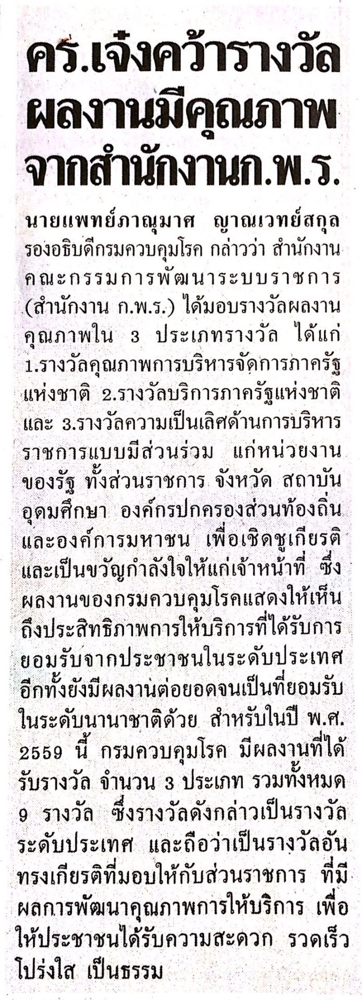 คร.เจ๋งคว้ารางวัล
ผลงานมีคุณภาพ
จากสำนักงานก.พ.ร.
นายแพทย์ภาณุมาศ ญาณเวทย์สกุล
รองอธิบดีกรมควบคุมโรค กล่าวว่า สำนักงาน
คณะกรรมการพัฒนาระบบราชการ
(สำนักงาน ก.พ.ร.) ได้มอบรางวัลผลงาน
คุณภาพใน 3 ประเภทรางวัล ได้แก่
1.รางวัลคุณภาพการบริหารจัดการภาครัฐ
แห่งชาติ 2.รางวัลบริการภาครัฐแห่งชาติ
และ 3.รางวัลความเป็นเลิศด้านการบริหาร
ราชการแบบมีส่วนร่วม แก่หน่วยงาน
ของรัฐ ทั้งส่วนราชการ จังหวัด สถาบัน
อุดมศึกษา องค์กรปกครองส่วนท้องถิ่น
และองค์การมหาชน เพื่อเชิดชูเกียรติ
และเป็นขวัญกำลังใจให้แก่เจ้าหน้าที่ ซึ่ง
ผลงานของกรมควบคุมโรคแสดงให้เห็น
ถึงประสิทธิภาพการให้บริการที่ได้รับการ
ยอมรับจากประชาชนในระดับประเทศ
อีกทั้งยังมีผลงานต่อยอดจนเป็นที่ยอมรับ
ในระดับนานาชาติด้วย สำหรับในปี พ.ศ.
2559 นี้ กรมควบคุมโรค มีผลงานที่ได้
รับรางวัล จำนวน 3 ประเภท รวมทั้งหมด
9 รางวัล ซึ่งรางวัลดังกล่าวเป็นรางวัล
ระดับประเทศ และถือว่าเป็นรางวัลอัน
ทรงเกียรติที่มอบให้กับส่วนราชการ ที่มี
ผลการพัฒนาคุณภาพการให้บริการ เพื่อ
ให้ประชาชนได้รับความสะดวก รวดเร็ว
โปร่งใส เป็นธรรม